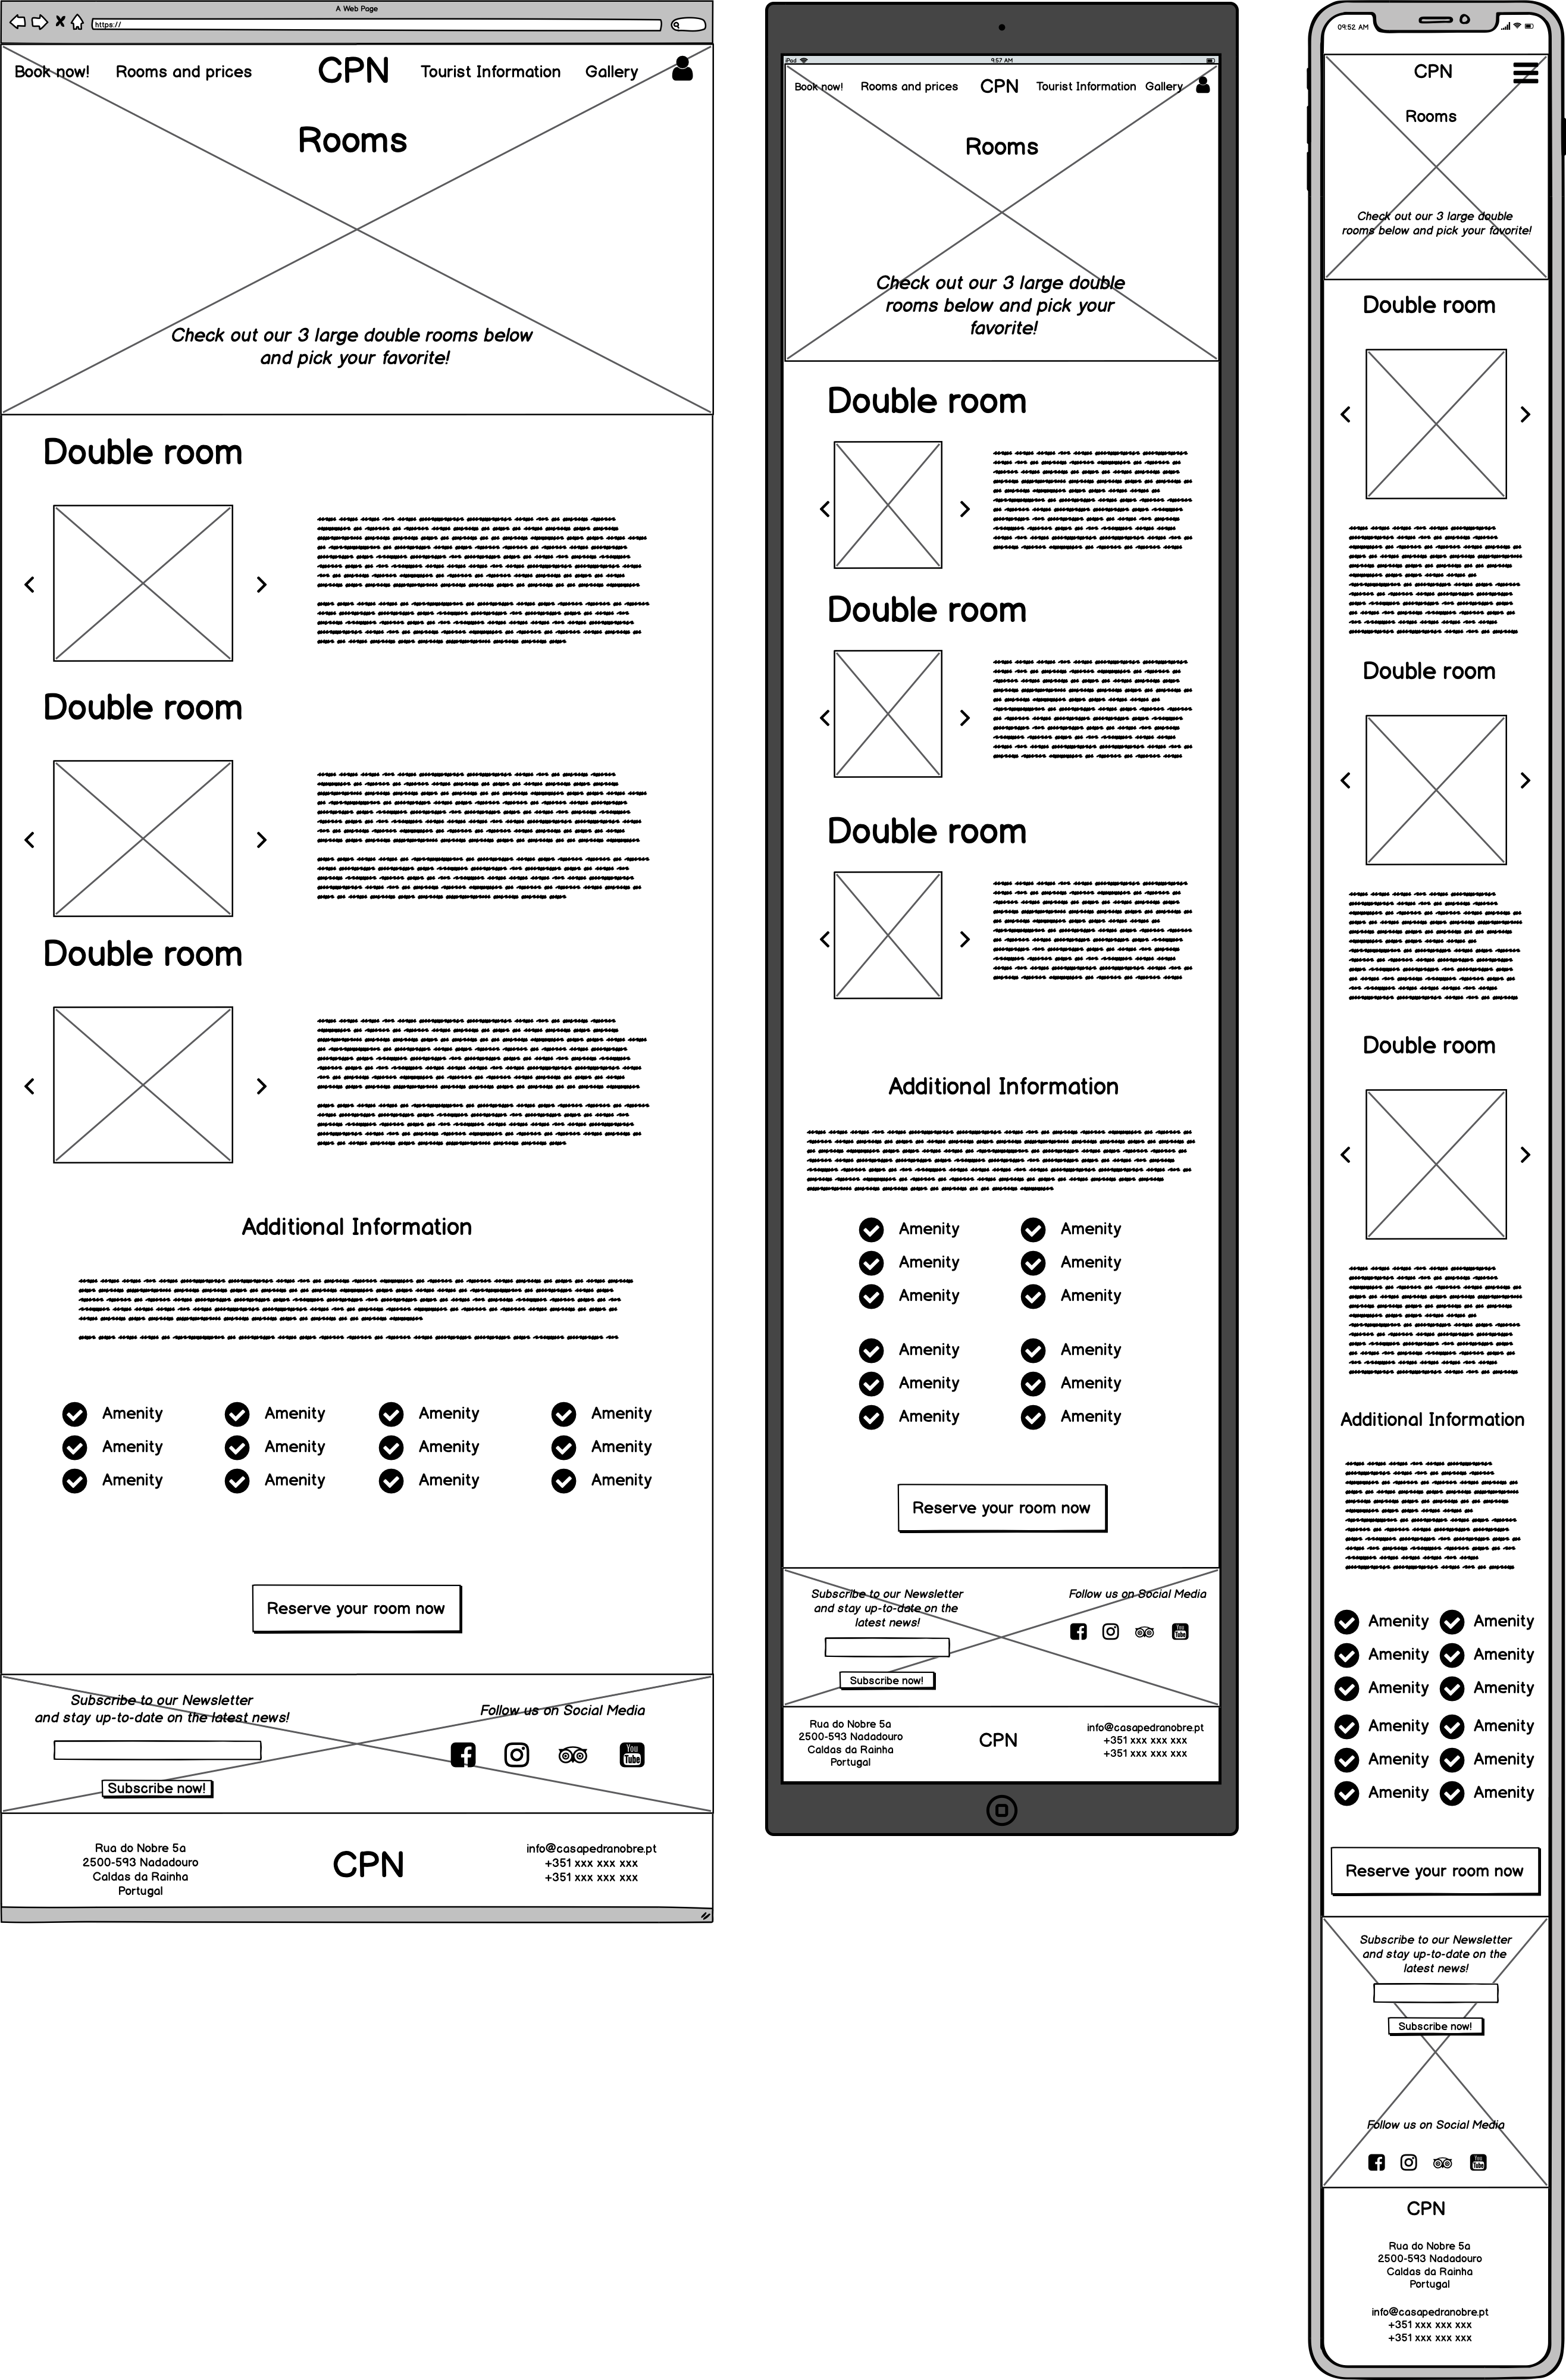 A Web Page
https://
Book now! Rooms and prices CPN Tourist Information Gallery
Rooms
Check out our 3 large double rooms below
and pick your favorite!
Double room
Double room
Double room
Additional Information
Amenity Amenity Amenity Amenity
Amenity Amenity Amenity Amenity
Amenity Amenity Amenity Amenity
Reserve your room now
Subscribe to our Newsletter
and stay up-to-date on the latest news!
Subscribe now!
Follow us on Social Media
You
Tube
Rua do Nobre 5a
2500-593 Nadadouro
Caldas da Rainha
Portugal
CPN
info@casapedranobre.pt
+351 xxx xxx xxx
+351 xxx xxx xxx
iPod 9:57 AM
Book now! Rooms and prices CPN Tourist Information Gallery
Rooms
Check out our 3 large double
rooms below and pick your
favorite!
Double room
Double room
Double room
Additional Information
Amenity Amenity
Amenity Amenity
Amenity Amenity
Amenity Amenity
Amenity Amenity
Amenity Amenity
Reserve your room now
Subscribe to our Newsletter
and stay up-to-date on the
latest news!
Subscribe now!
Follow us on Social Media
You
Tube
Rua do Nobre 5a
2500-593 Nadadouro
Caldas da Rainha
Portugal
CPN
info@casapedranobre.pt
+351 xxx xxx xxx
+351 xxx xxx xxx
09:52 AM
CPN
Rooms
Check out our 3 large double
rooms below and pick your favorite!
Double room
Double room
Double room
Additional Information
Amenity Amenity
Amenity Amenity
Amenity Amenity
Amenity Amenity
Amenity Amenity
Amenity Amenity
Reserve your room now
Subscribe to our Newsletter
and stay up-to-date on the
latest news!
Subscribe now!
Follow us on Social Media
You
Tube
CPN
Rua do Nobre 5a
2500-593 Nadadouro
Caldas da Rainha
Portugal
info@casapedranobre.pt
+351 xxx xxx xxx
+351 xxx xxx xxx